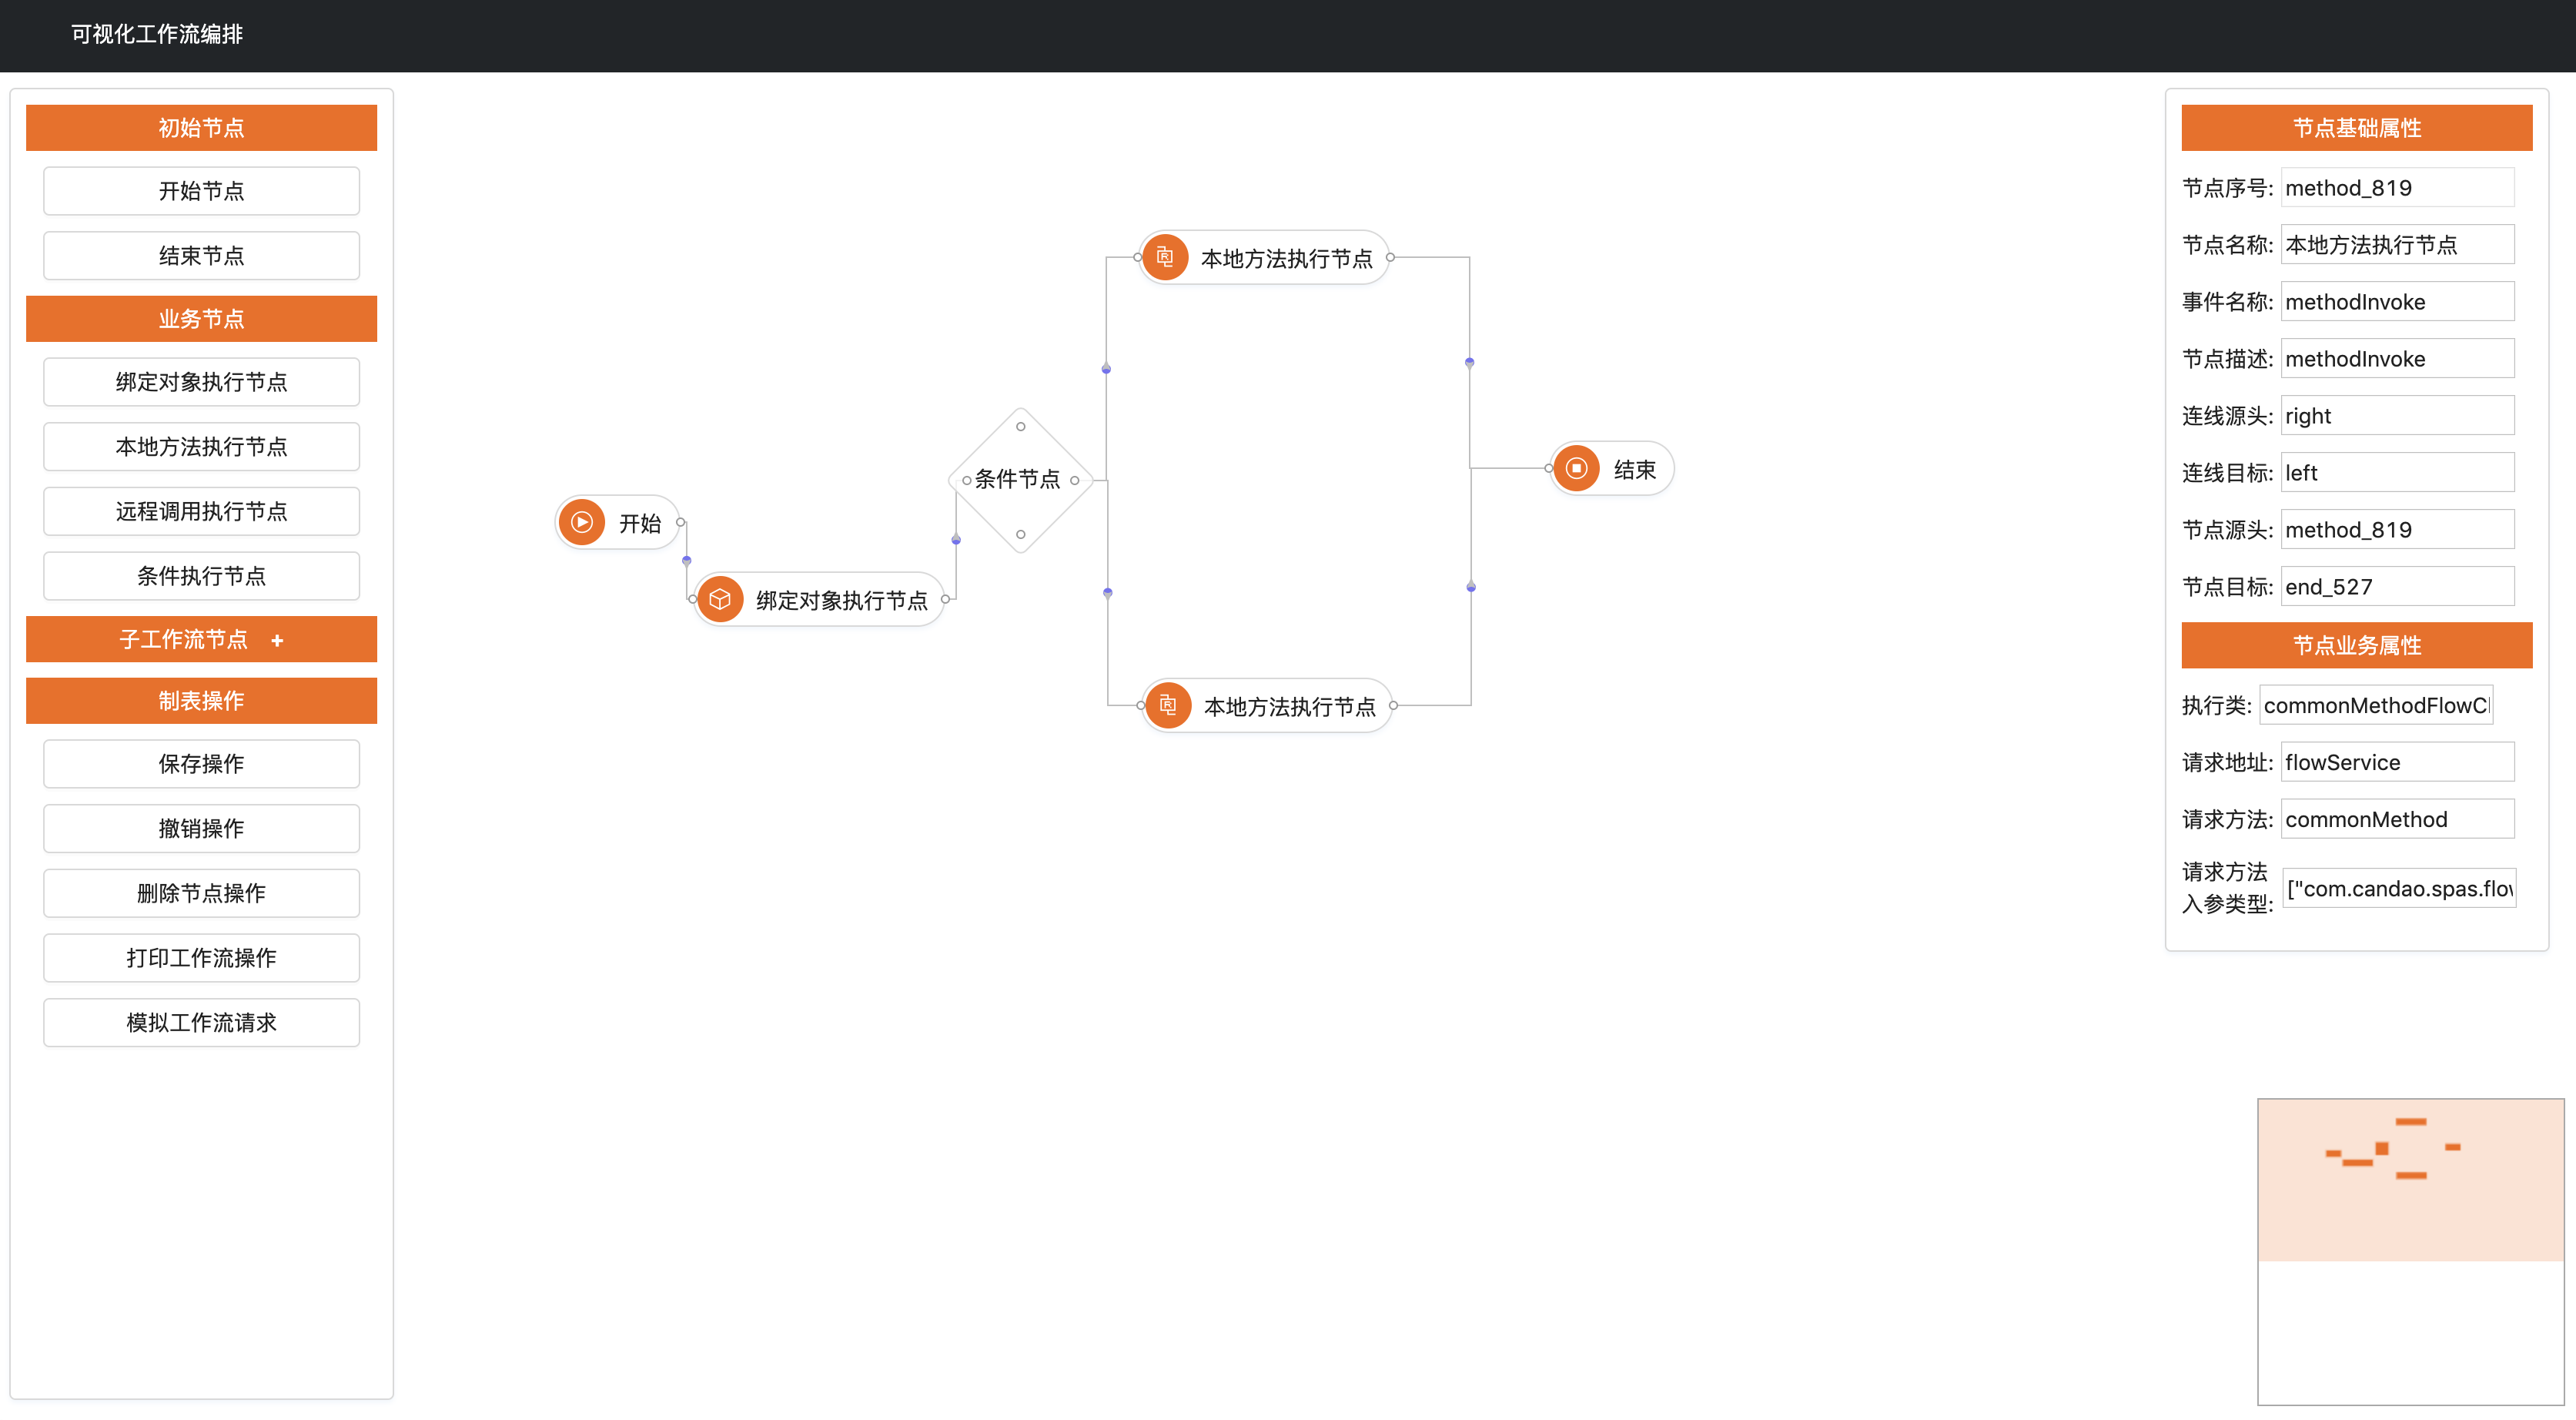 可视化工作流编排
初始节点
开始节点
结束节点
业务节点
绑定对象执行节点
本地方法执行节点
远程调用执行节点
条件执行节点
子工作流节点 +
制表操作
保存操作
撤销操作
删除节点操作
打印工作流操作
模拟工作流请求
开始
绑定对象执行节点
条件节点
本地方法执行节点
本地方法执行节点
结束
节点基础属性
节点序号: method_819
节点名称: 本地方法执行节点
事件名称: methodInvoke
节点描述: methodInvoke
连线源头: right
连线目标: left
节点源头: method_819
节点目标: end_527
节点业务属性
执行类: commonMethodFlowC
请求地址: flowService
请求方法: commonMethod
请求方法
入参类型: ["com.candao.spas.flow